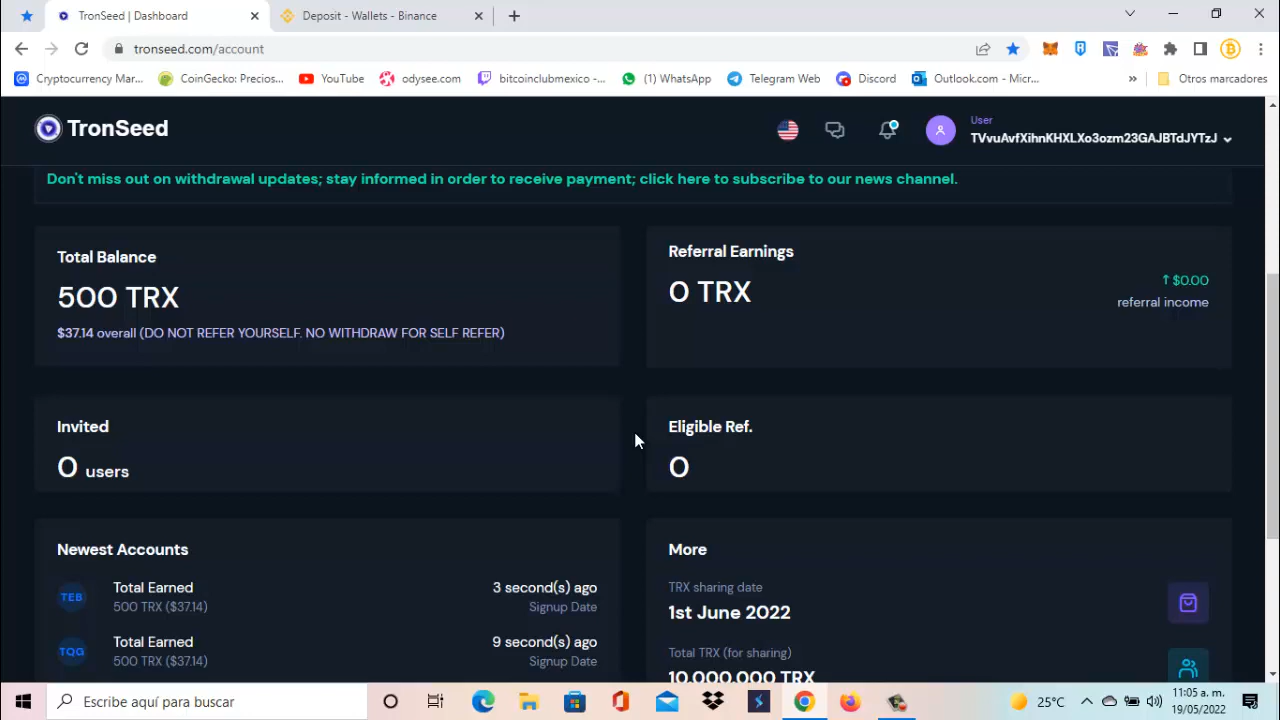 TronSeed | Dashboard
Deposit - Wallets - Binance
tronseed.com/account
Cryptocurrency Mar...
CoinGecko: Precios...
YouTube
odysee.com
bitcoinclubmexico -...
(1) WhatsApp
Telegram Web
Discord
Outlook.com - Micr...
»
Otros marcadores
TronSeed
User
TVvuAvfXihnKHXLXo3ozm23GAJBTdJYTzJ
Don't miss out on withdrawal updates; stay informed in order to receive payment; click here to subscribe to our news channel.
Total Balance
500 TRX
$37.14 overall (DO NOT REFER YOURSELF. NO WITHDRAW FOR SELF REFER)
Referral Earnings
0 TRX
↑ $0.00
referral income
Invited
0 users
Eligible Ref.
0
Newest Accounts
TEB
Total Earned
500 TRX ($37.14)
3 second(s) ago
Signup Date
TQG
Total Earned
500 TRX ($37.14)
9 second(s) ago
Signup Date
More
TRX sharing date
1st June 2022
Total TRX (for sharing)
10,000,000 TRX
Escribe aquí para buscar
25°C
11:05 a. m.
19/05/2022